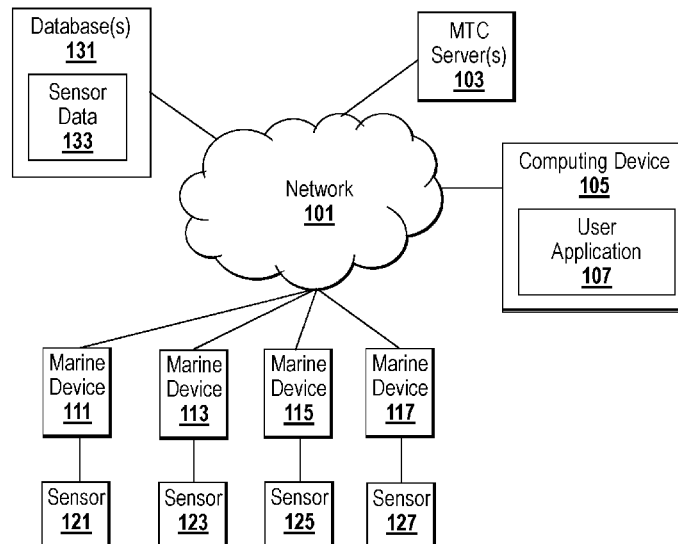 Database(s)
131
Sensor
Data
133
MTC
Server(s)
103
Network
101
Computing Device
105
User
Application
107
Marine
Device
111
Marine
Device
113
Marine
Device
115
Marine
Device
117
Sensor
121
Sensor
123
Sensor
125
Sensor
127